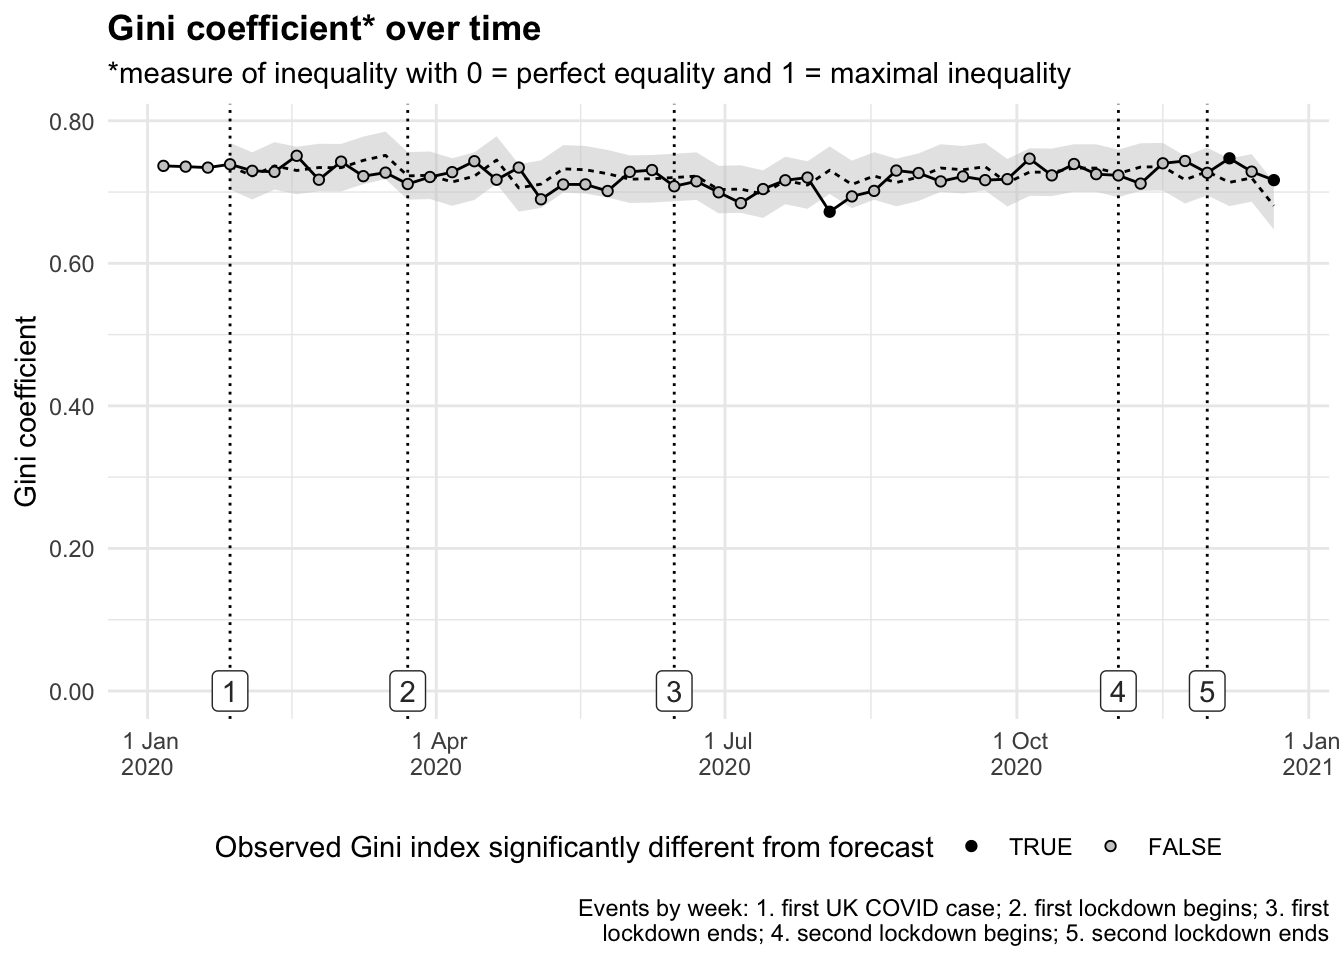 Gini coefficient* over time
*measure of inequality with 0 = perfect equality and 1 = maximal inequality
Gini coefficient
0.80
0.60
0.40
0.20
0.00
1
2
3
4
5
1 Jan
2020
1 Apr
2020
1 Jul
2020
1 Oct
2020
1 Jan
2021
Observed Gini index significantly different from forecast TRUE FALSE
Events by week: 1. first UK COVID case; 2. first lockdown begins; 3. first
lockdown ends; 4. second lockdown begins; 5. second lockdown ends